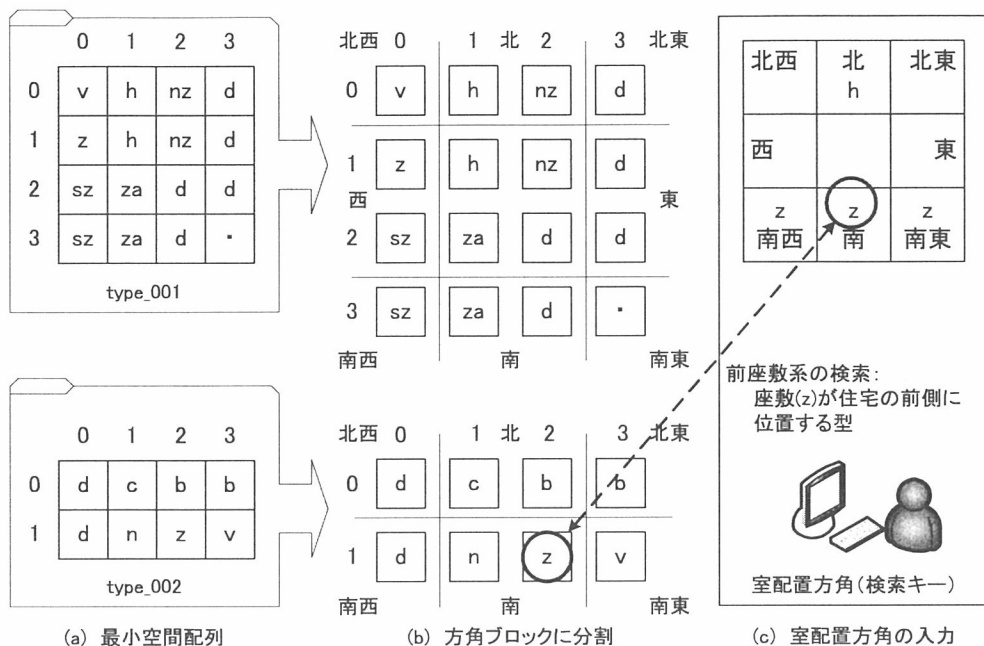 0 1 2 3
0 v h nz d
1 z h nz d
2 sz za d d
3 sz za d ・
type_001
0 1 2 3
0 d c b b
1 d n z v
type_002
(a) 最小空間配列
北西 0 1 北 2 3 北東
0 v h nz d
1 z h nz d
西 東
2 sz za d d
3 sz za d ・
南西 南 南東
北西 0 1 北 2 3 北東
0 d c b b
1 d n z v
南西 南 南東
(b) 方角ブロックに分割
北西 北 北東
h
西 東
z z z
南西 南 南東
前座敷系の検索:
座敷(z)が住宅の前側に
位置する型
室配置方角(検索キー)
(c) 室配置方角の入力